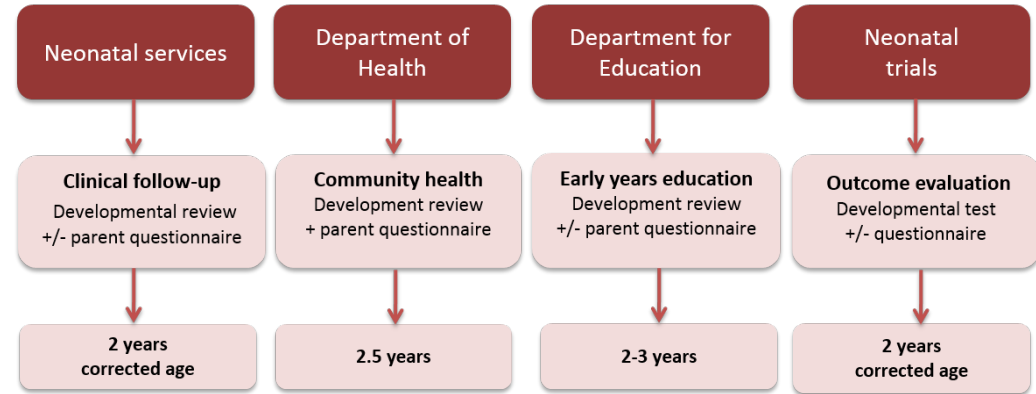 Neonatal services
Department of
Health
Department for
Education
Neonatal
trials
Clinical follow-up
Developmental review
+/- parent questionnaire
Community health
Development review
+ parent questionnaire
Early years education
Development review
+/- parent questionnaire
Outcome evaluation
Developmental test
+/- questionnaire
2 years
corrected age
2.5 years
2-3 years
2 years
corrected age